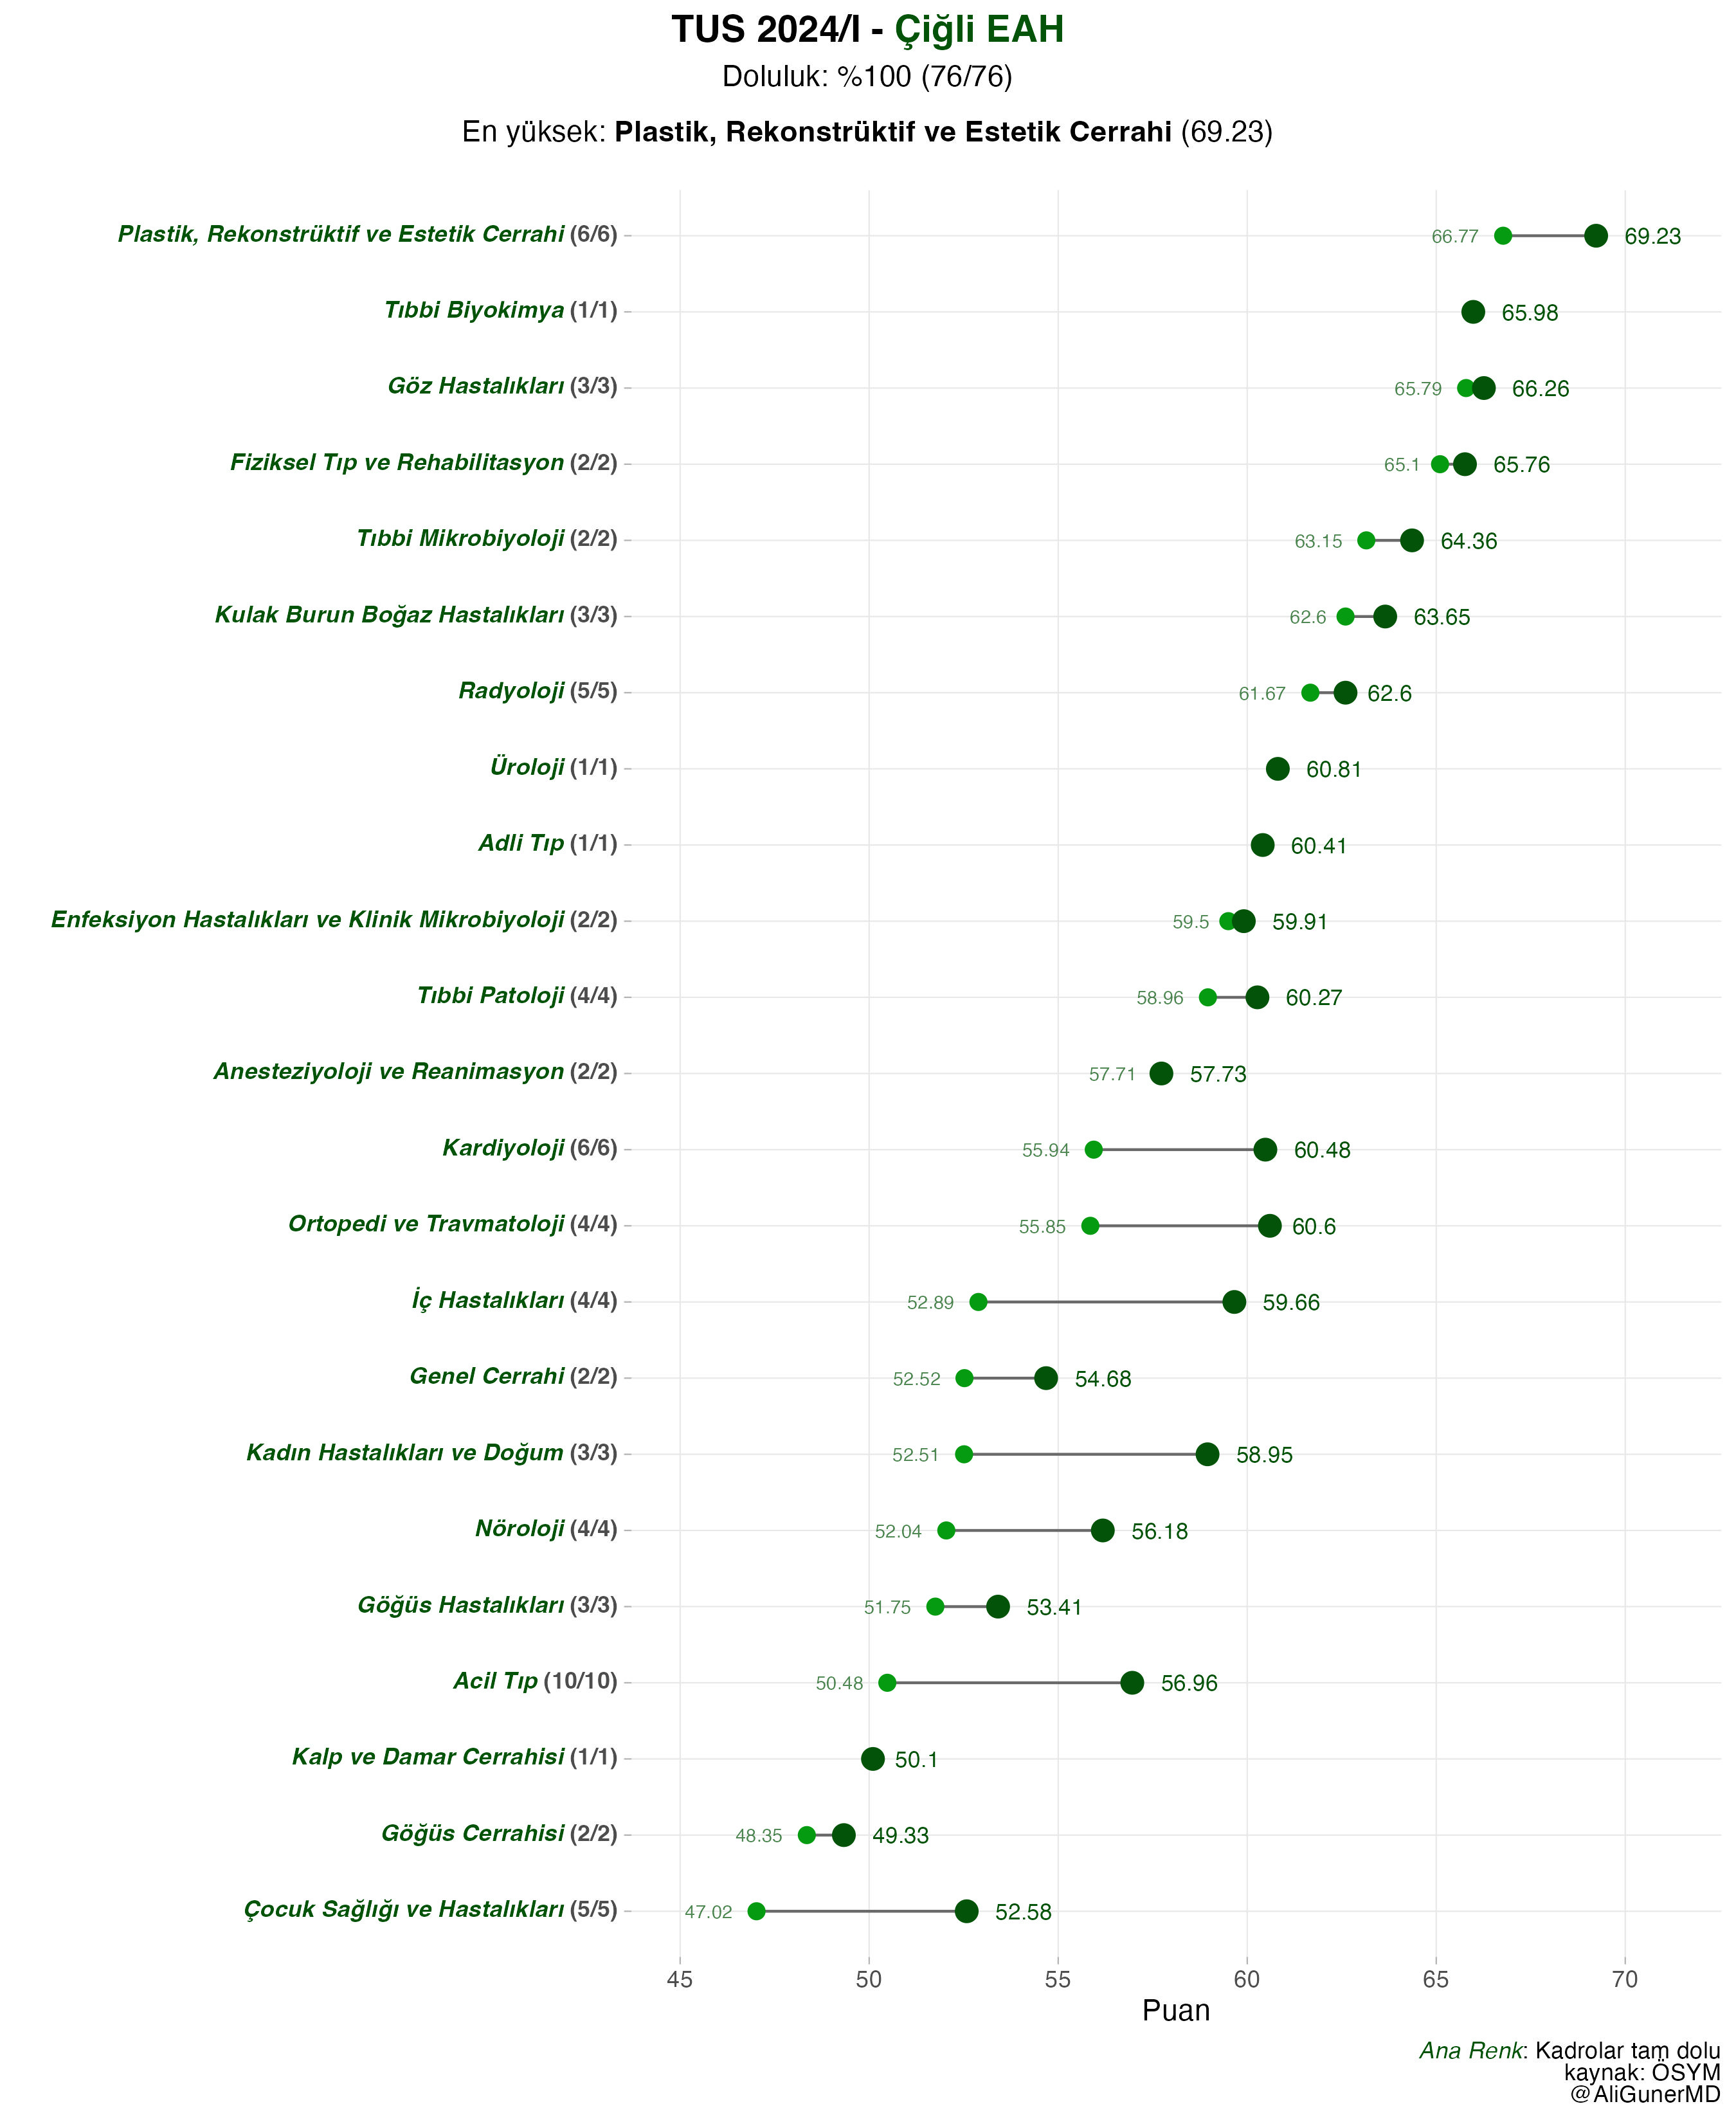 TUS 2024/I - Çiğli EAH
Doluluk: %100 (76/76)
En yüksek: Plastik, Rekonstrüktif ve Estetik Cerrahi (69.23)
Plastik, Rekonstrüktif ve Estetik Cerrahi (6/6) 66.77 69.23
Tıbbi Biyokimya (1/1) 65.98
Göz Hastalıkları (3/3) 65.79 66.26
Fiziksel Tıp ve Rehabilitasyon (2/2) 65.1 65.76
Tıbbi Mikrobiyoloji (2/2) 63.15 64.36
Kulak Burun Boğaz Hastalıkları (3/3) 62.6 63.65
Radyoloji (5/5) 61.67 62.6
Üroloji (1/1) 60.81
Adli Tıp (1/1) 60.41
Enfeksiyon Hastalıkları ve Klinik Mikrobiyoloji (2/2) 59.5 59.91
Tıbbi Patoloji (4/4) 58.96 60.27
Anesteziyoloji ve Reanimasyon (2/2) 57.71 57.73
Kardiyoloji (6/6) 55.94 60.48
Ortopedi ve Travmatoloji (4/4) 55.85 60.6
İç Hastalıkları (4/4) 52.89 59.66
Genel Cerrahi (2/2) 52.52 54.68
Kadın Hastalıkları ve Doğum (3/3) 52.51 58.95
Nöroloji (4/4) 52.04 56.18
Göğüs Hastalıkları (3/3) 51.75 53.41
Acil Tıp (10/10) 50.48 56.96
Kalp ve Damar Cerrahisi (1/1) 50.1
Göğüs Cerrahisi (2/2) 48.35 49.33
Çocuk Sağlığı ve Hastalıkları (5/5) 47.02 52.58
45 50 55 60 65 70
Puan
Ana Renk: Kadrolar tam dolu
kaynak: ÖSYM
@AliGunerMD